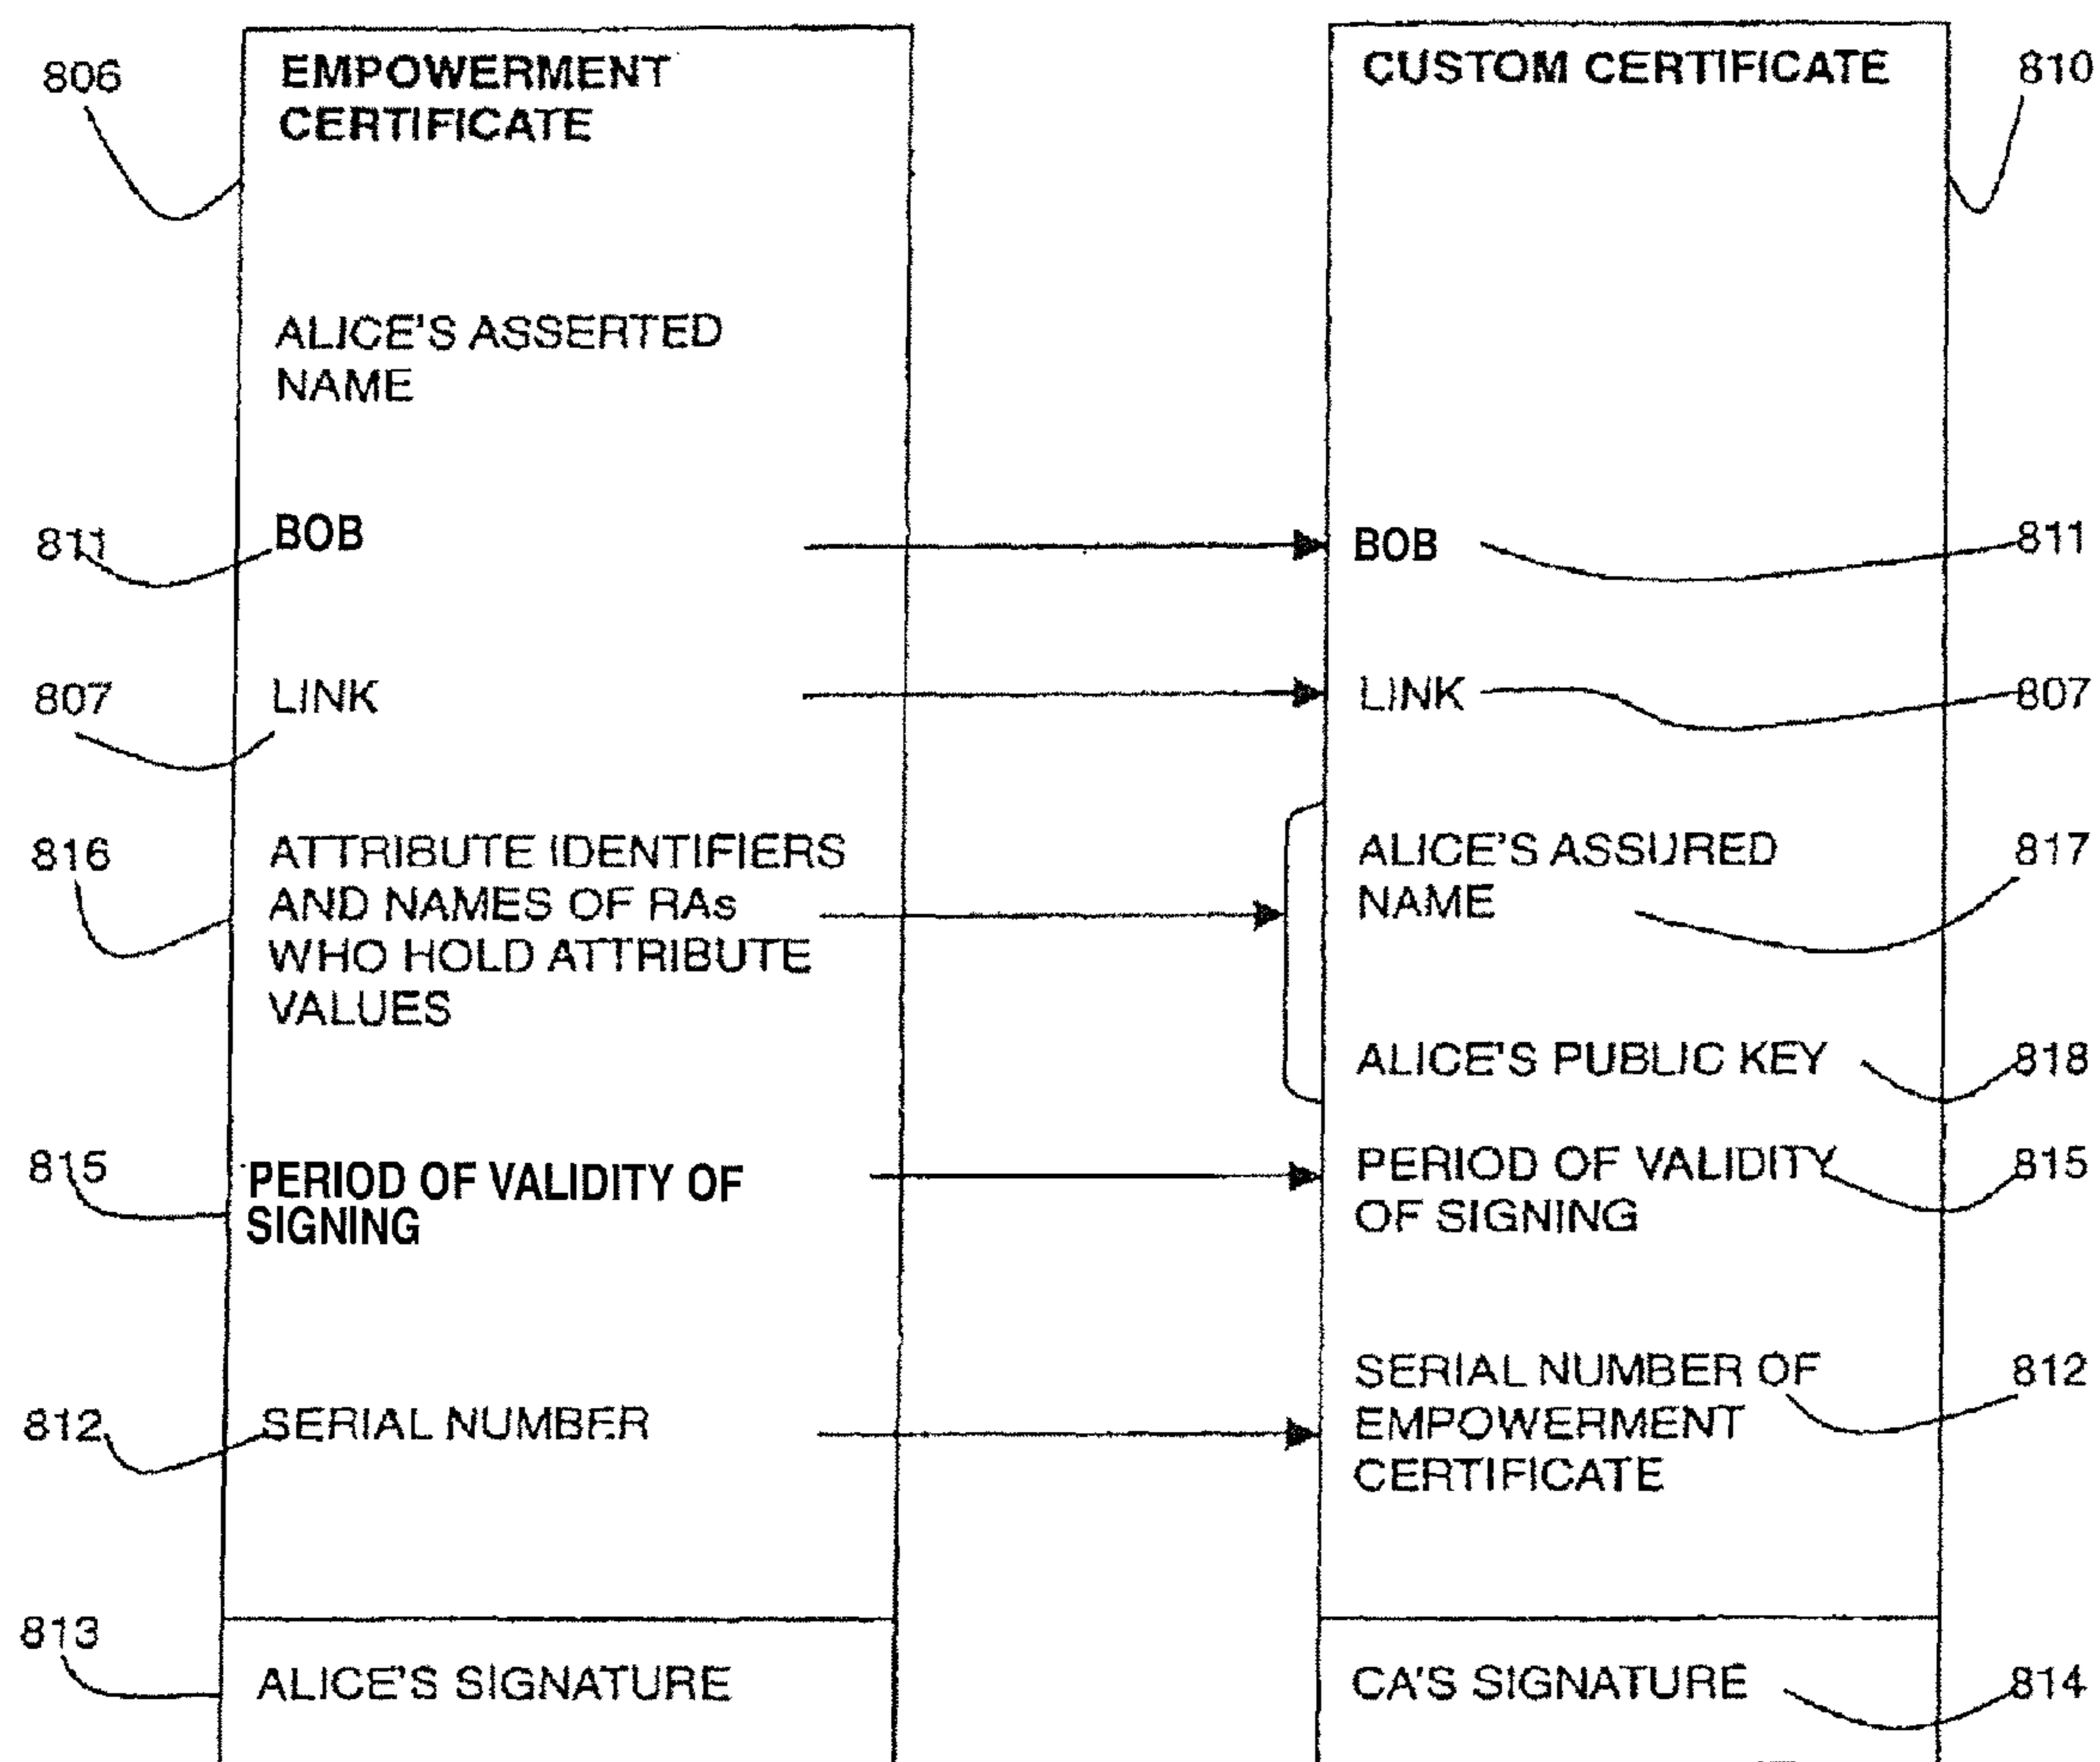 806
EMPOWERMENT
CERTIFICATE
ALICE'S ASSERTED
NAME
811
BOB
807
LINK
816
ATTRIBUTE IDENTIFIERS
AND NAMES OF RAs
WHO HOLD ATTRIBUTE
VALUES
815
PERIOD OF VALIDITY OF
SIGNING
812
SERIAL NUMBER
813
ALICE'S SIGNATURE
CUSTOM CERTIFICATE
810
BOB
811
LINK
807
ALICE'S ASSURED
NAME
817
ALICE'S PUBLIC KEY
818
PERIOD OF VALIDITY
OF SIGNING
815
SERIAL NUMBER OF
EMPOWERMENT
CERTIFICATE
812
CA'S SIGNATURE
814